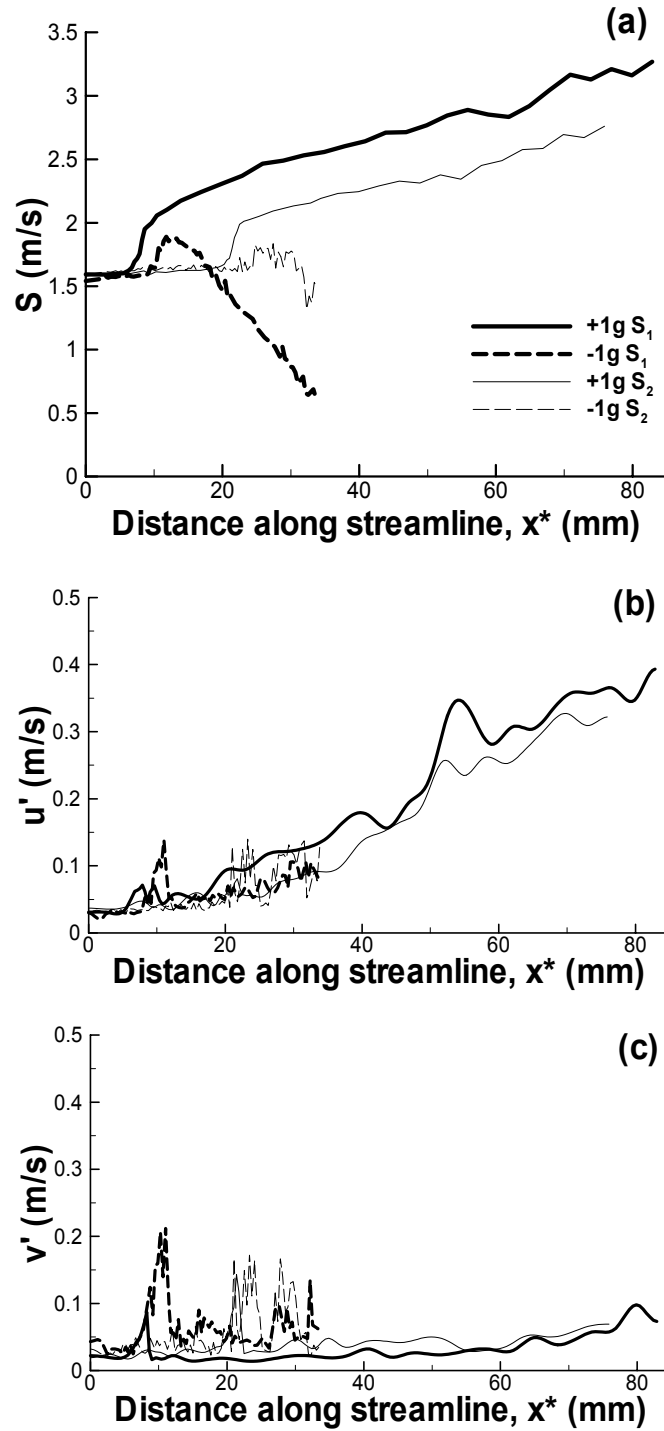 (a)
3.5
3
2.5
2
1.5
1
0.5
0
S (m/s)
+1g S₁
-1g S₁
+1g S₂
-1g S₂
0 20 40 60 80
Distance along streamline, x* (mm)
(b)
0.5
0.4
0.3
0.2
0.1
0
u' (m/s)
0 20 40 60 80
Distance along streamline, x* (mm)
(c)
0.5
0.4
0.3
0.2
0.1
0
v' (m/s)
0 20 40 60 80
Distance along streamline, x* (mm)